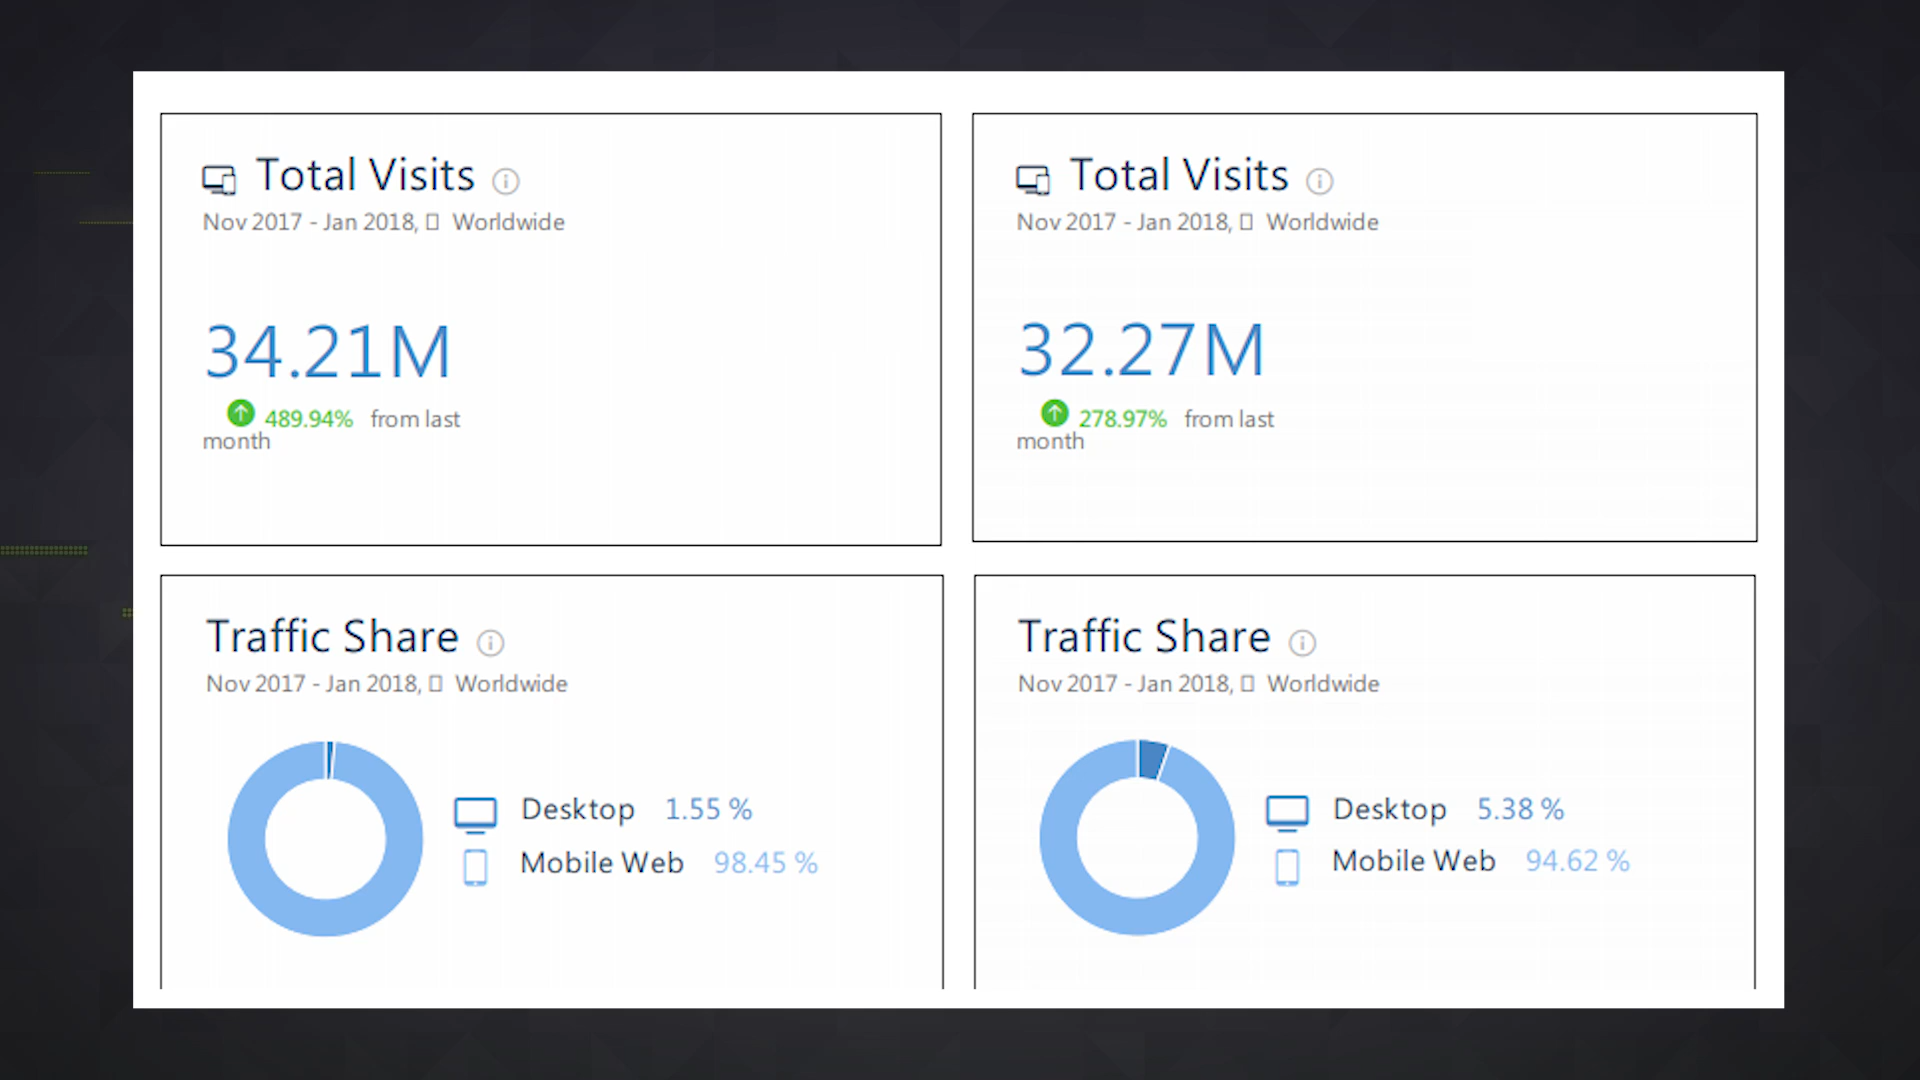 Total Visits
Nov 2017 - Jan 2018, Worldwide
34.21M
489.94% from last
month
Total Visits
Nov 2017 - Jan 2018, Worldwide
32.27M
278.97% from last
month
Traffic Share
Nov 2017 - Jan 2018, Worldwide
Desktop 1.55 %
Mobile Web 98.45 %
Traffic Share
Nov 2017 - Jan 2018, Worldwide
Desktop 5.38 %
Mobile Web 94.62 %